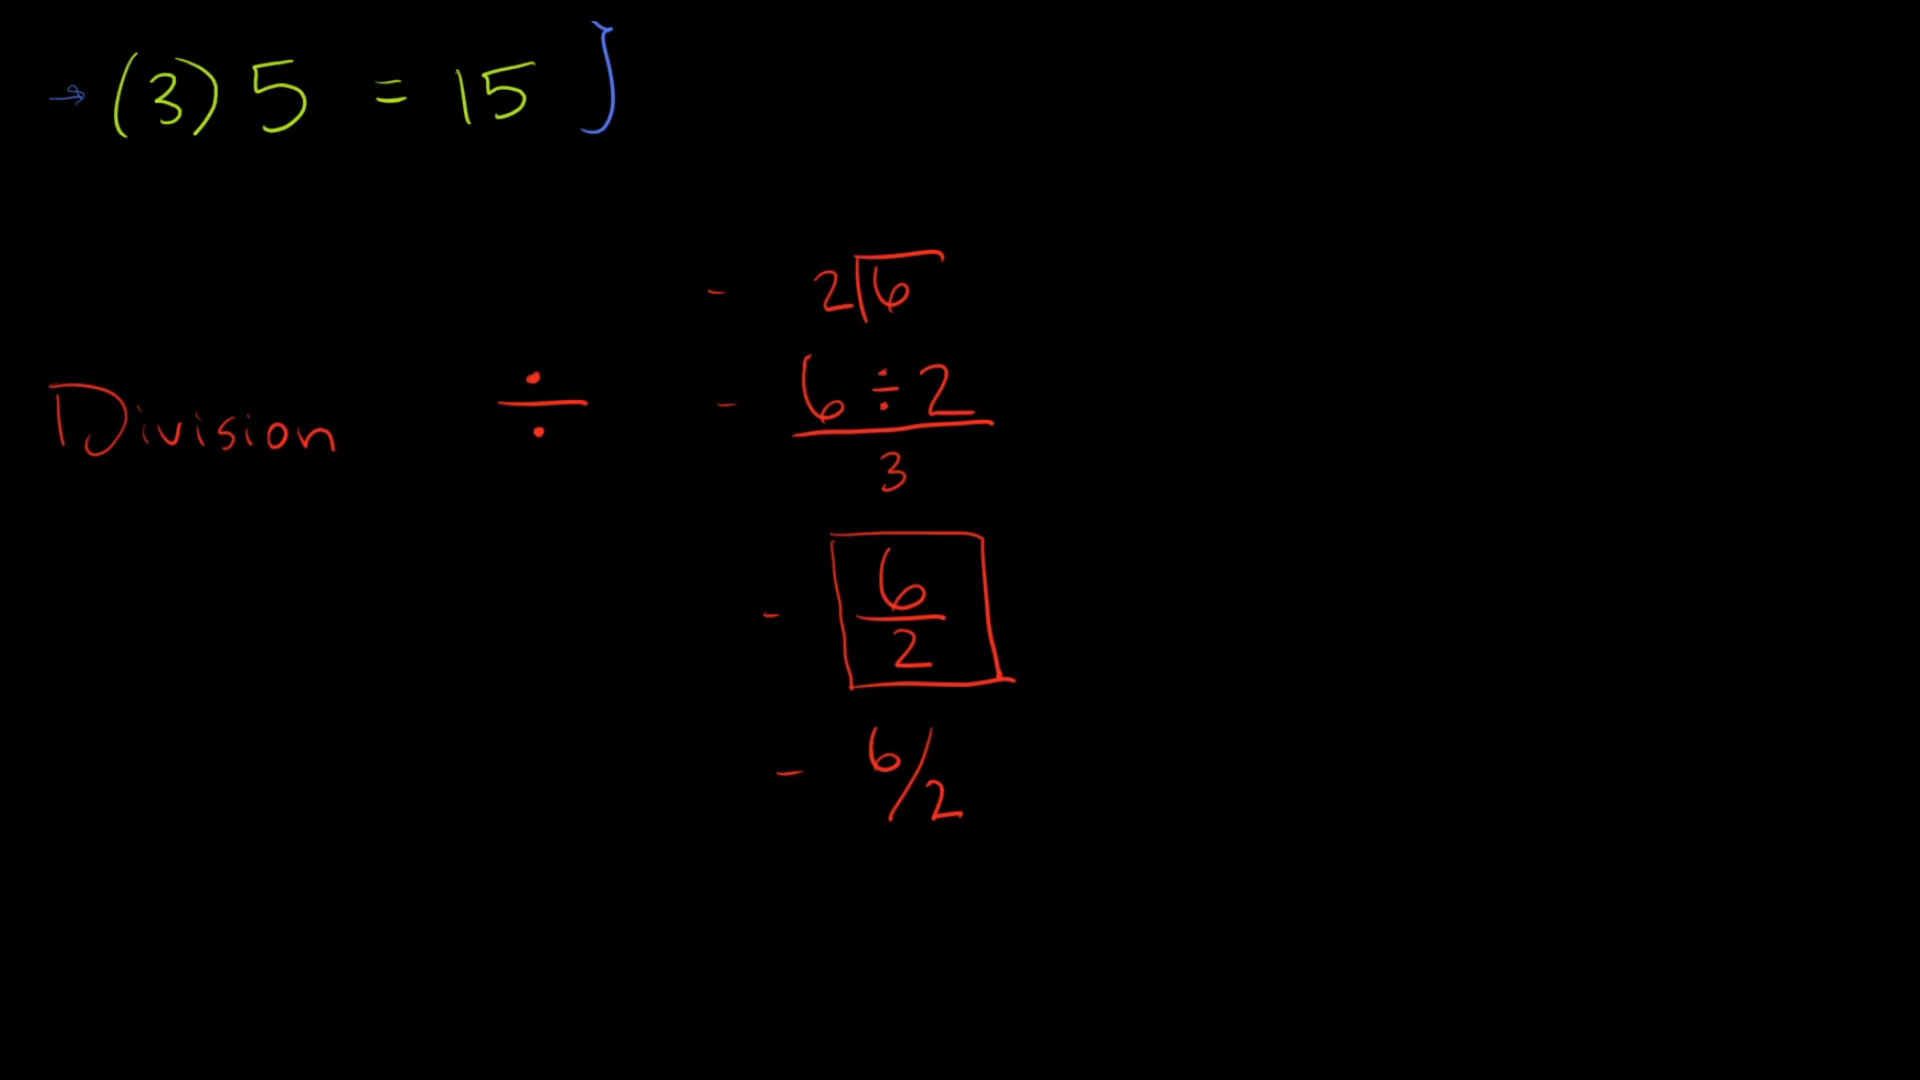 → (3) 5 = 15 ]
- 2⟌6
Division ÷ - 6 ÷ 2
3
- 6
2
- 6/2